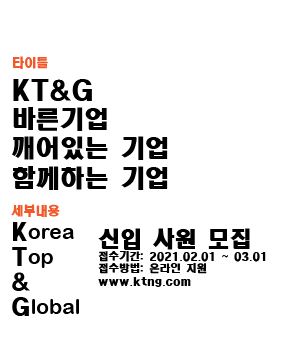 타이틀
KT&G
바른기업
깨어있는 기업
함께하는 기업
세부내용
Korea
Top
&
Global
신입 사원 모집
접수기간: 2021.02.01 ~ 03.01
접수방법: 온라인 지원
www.ktng.com